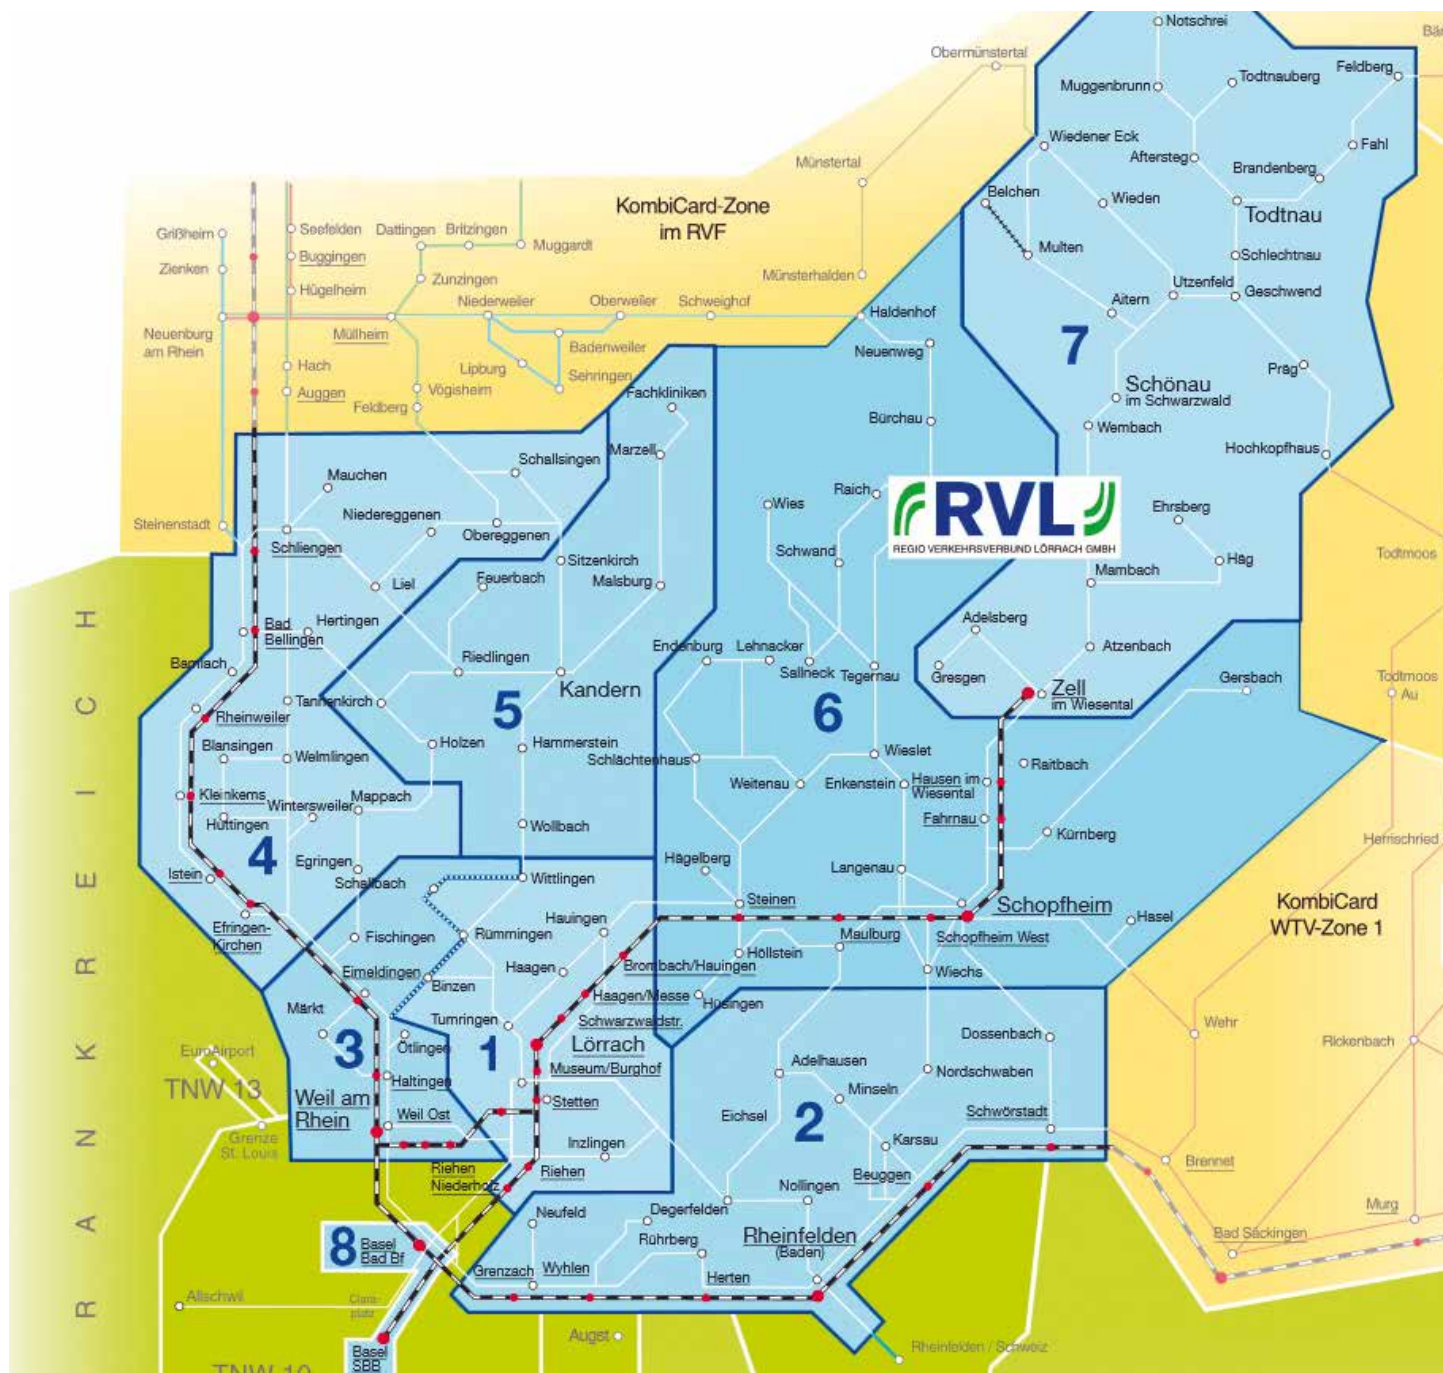 Notschrei
Bär
Obermünstertal
Feldberg
Todtnauberg
Muggenbrunn
Wiedener Eck
Fahl
Aftersteg
Münstertal
Brandenberg
Belchen
Wieden
KombiCard-Zone
im RVF
Todtnau
Grißheim
Seefelden
Dattingen
Britzingen
Muggardt
Multen
Schlechtnau
Buggingen
Zienken
Zunzingen
Münsterhalden
Utzenfeld
Geschwend
Hügelheim
Niederweiler
Oberweiler
Schweighof
Aitern
Haldenhof
Neuenburg
am Rhein
Müllheim
Badenweiler
Neuenweg
7
Hach
Lipburg
Sehringen
Präg
Auggen
Vögisheim
Schönau
im Schwarzwald
Fachkliniken
Feldberg
Bürchau
Wembach
Marzell
Hochkopfhaus
Schallsingen
Mauchen
Raich
Wies
RVL
REGIO VERKEHRSVERBUND LÖRRACH GMBH
Ehrsberg
Niedereggenen
Steinenstadt
Obereggenen
Schliengen
Schwand
Todtmoos
Sitzenkirch
Häg
Feuerbach
Mambach
Liel
Malsburg
FRANKREICH
Adelsberg
Bad
Bellingen
Hertingen
Endenburg
Lehnacker
Atzenbach
Riedlingen
Bamlach
Sallneck
Tegernau
Gresgen
Gersbach
Todtmoos
Au
Kandern
Zell
im Wiesental
Tannenkirch
5
6
Rheinweiler
Blansingen
Welmlingen
Holzen
Hammerstein
Schlächtenhaus
Wieslet
Raitbach
Weitenau
Enkenstein
Hausen im
Wiesental
Kleinkems
Wintersweiler
Mappach
Huttingen
Wollbach
Fahrnau
Kürnberg
Herrischried
4
Egringen
Hägelberg
Istein
Schallbach
Wittlingen
Langenau
Steinen
Schopfheim
KombiCard
WTV-Zone 1
Efringen-
Kirchen
Fischingen
Hauingen
Rümmingen
Maulburg
Schopfheim West
Hasel
Höllstein
Eimeldingen
Haagen
Brombach/Hauingen
Binzen
Wiechs
Märkt
Haagen/Messe
Hüsingen
Tumringen
Schwarzwaldstr.
Wehr
EuroAirport
3
Ötlingen
1
Lörrach
Dossenbach
Rickenbach
TNW 13
Haltingen
Museum/Burghof
Adelhausen
Nordschwaben
Weil am
Rhein
Weil Ost
Stetten
Minseln
Eichsel
2
Schwörstadt
Grenze
St. Louis
Inzlingen
Karsau
Riehen
Niederholz
Riehen
Beuggen
Brennet
Nollingen
Neufeld
Degerfelden
Murg
8
Basel
Bad Bf
Rührberg
Rheinfelden
(Baden)
Bad Säckingen
Grenzach
Wyhlen
Herten
Allschwil
Clara-
platz
Augst
Rheinfelden / Schweiz
Basel
SBB
TNW 10